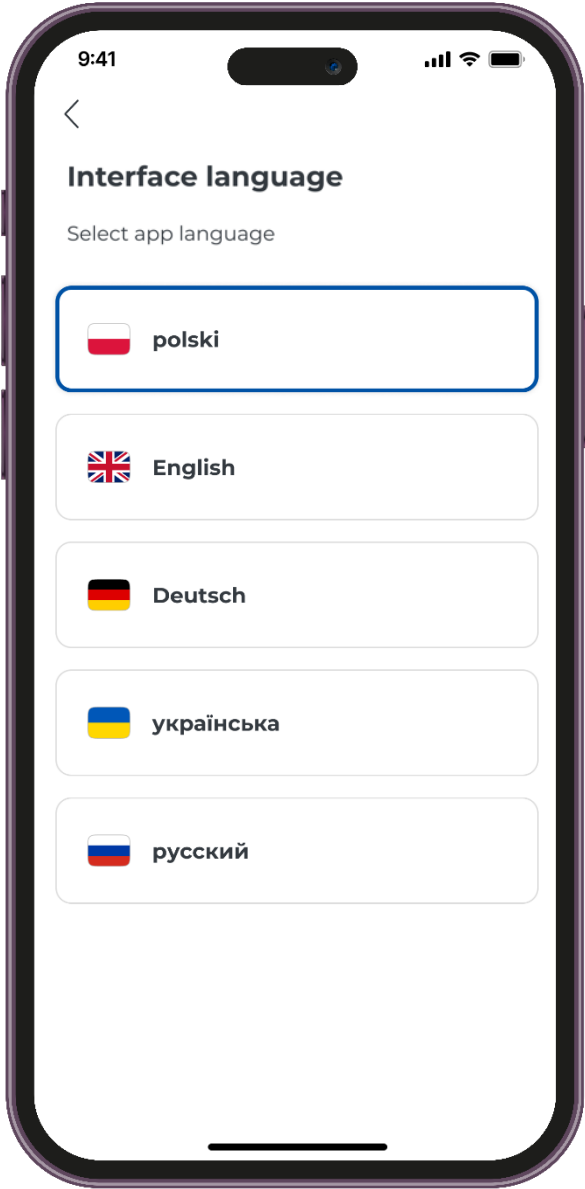 9:41
Interface language
Select app language
polski
English
Deutsch
українська
русский